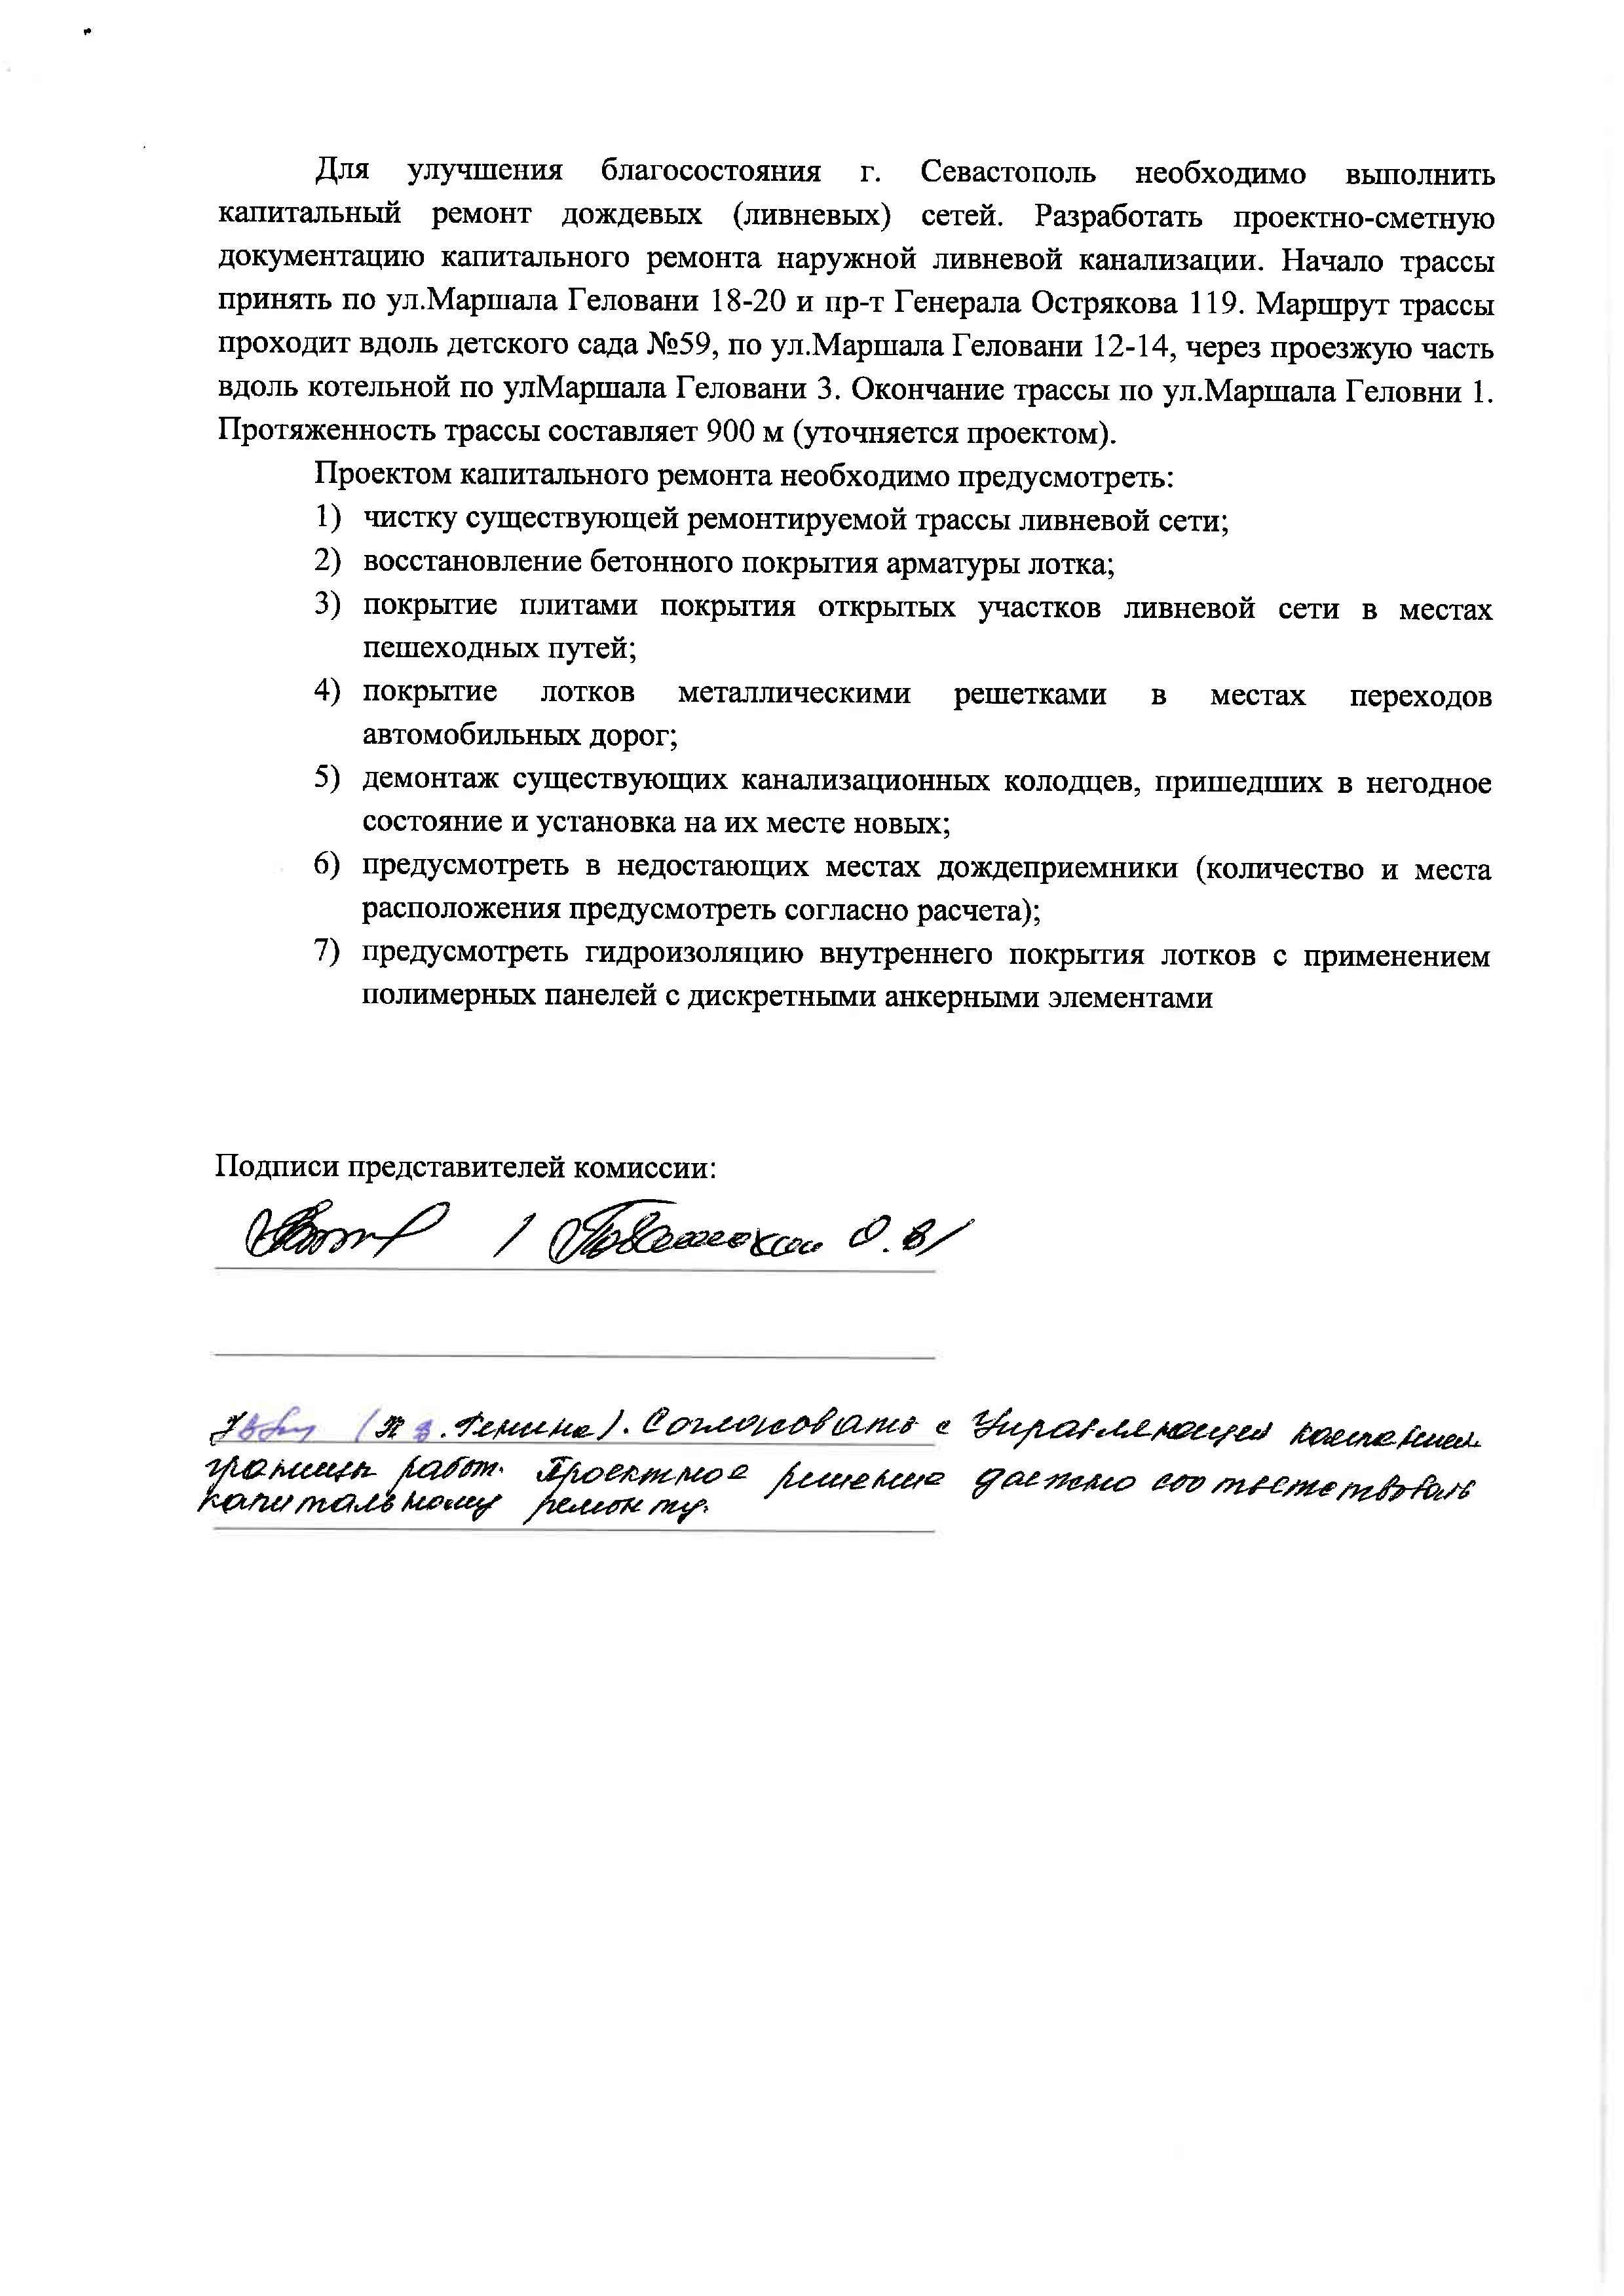 Для улучшения благосостояния г. Севастополь необходимо выполнить
капитальный ремонт дождевых (ливневых) сетей. Разработать проектно-сметную
документацию капитального ремонта наружной ливневой канализации. Начало трассы
принять по ул.Маршала Геловани 18-20 и пр-т Генерала Острякова 119. Маршрут трассы
проходит вдоль детского сада №59, по ул.Маршала Геловани 12-14, через проезжую часть
вдоль котельной по улМаршала Геловани 3. Окончание трассы по ул.Маршала Геловни 1.
Протяженность трассы составляет 900 м (уточняется проектом).
Проектом капитального ремонта необходимо предусмотреть:
1) чистку существующей ремонтируемой трассы ливневой сети;
2) восстановление бетонного покрытия арматуры лотка;
3) покрытие плитами покрытия открытых участков ливневой сети в местах
пешеходных путей;
4) покрытие лотков металлическими решетками в местах переходов
автомобильных дорог;
5) демонтаж существующих канализационных колодцев, пришедших в негодное
состояние и установка на их месте новых;
6) предусмотреть в недостающих местах дождеприемники (количество и места
расположения предусмотреть согласно расчета);
7) предусмотреть гидроизоляцию внутреннего покрытия лотков с применением
полимерных панелей с дискретными анкерными элементами
Подписи представителей комиссии:
/ О.В/
Согласовать с Управляющей компанией
границы работ. Проектное решение должно соответствовать
капитальному ремонту.